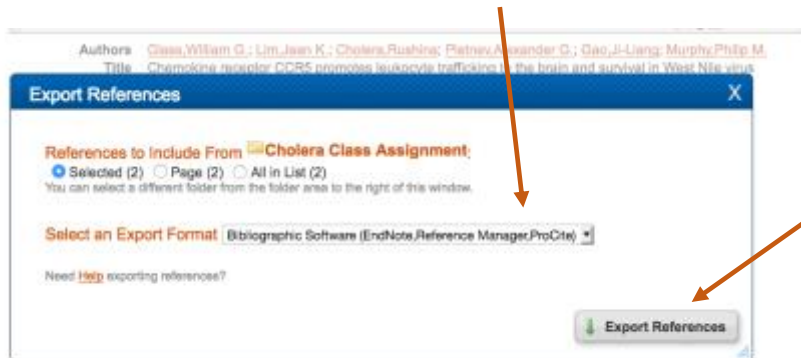 Authors Glass,William G.; Lim,Jean K.; Cholera,Rushina; Pletnev,Alexander G.; Gao,Ji-Liang; Murphy,Philip M.
Title Chemokine receptor CCR5 promotes leukocyte trafficking to the brain and survival in West Nile virus
Export References X
References to Include From Cholera Class Assignment:
Selected (2) Page (2) All in List (2)
You can select a different folder from the folder area to the right of this window.
Select an Export Format Bibliographic Software (EndNote,Reference Manager,ProCite)
Need Help exporting references?
Export References